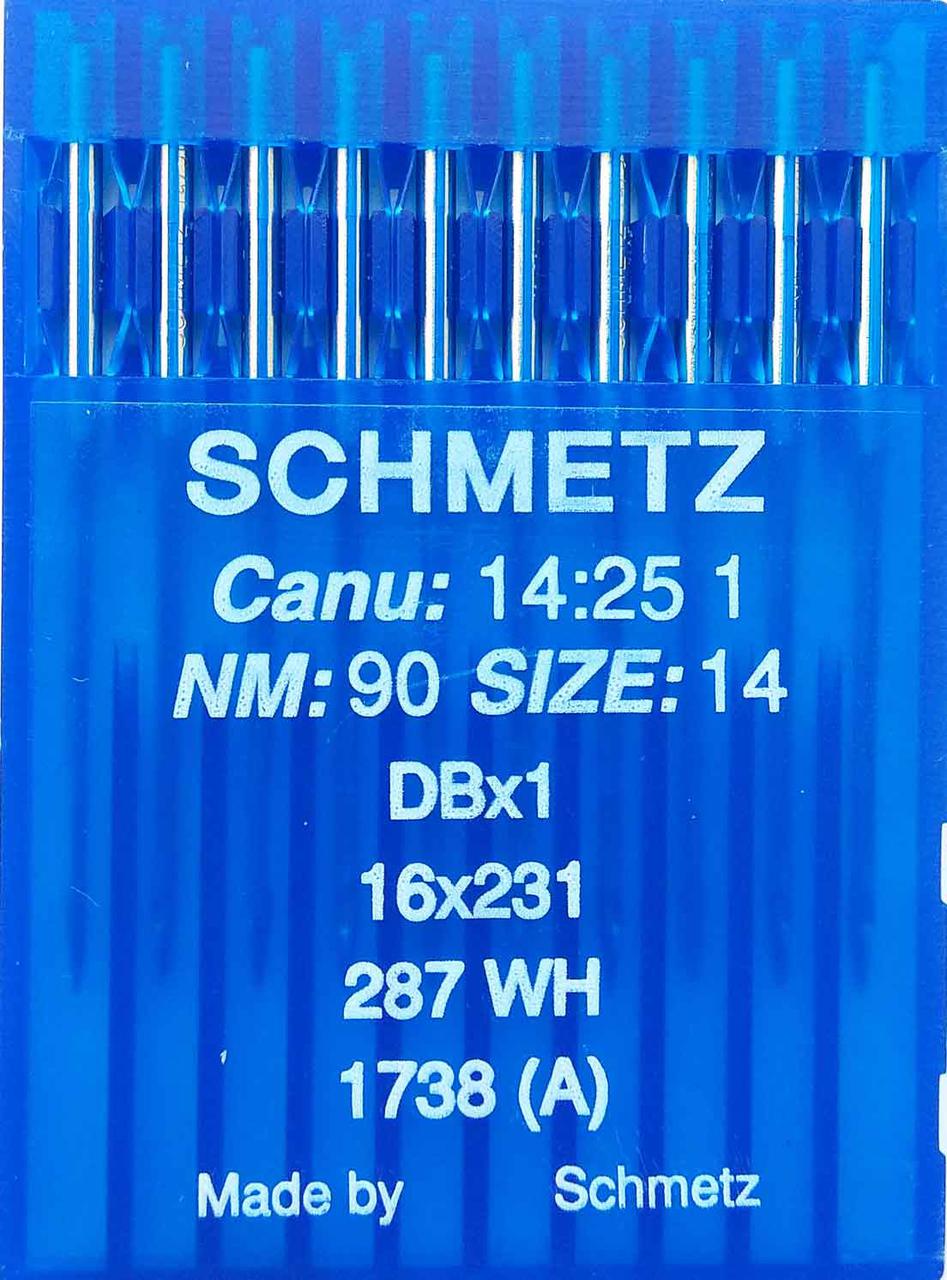 SCHMETZ
Canu: 14:25 1
NM: 90 SIZE: 14
DBx1
16x231
287 WH
1738 (A)
Made by Schmetz